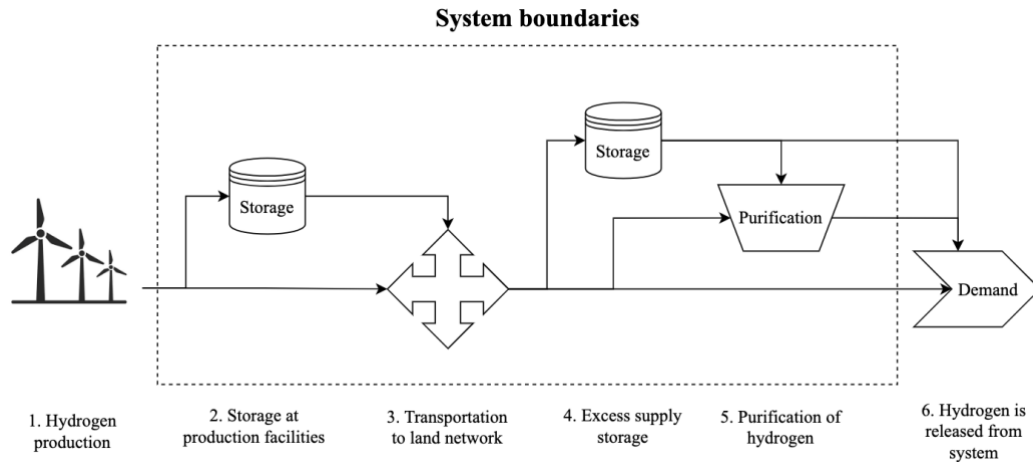 System boundaries
Storage
Storage
Purification
Demand
1. Hydrogen
production
2. Storage at
production facilities
3. Transportation
to land network
4. Excess supply
storage
5. Purification of
hydrogen
6. Hydrogen is
released from
system